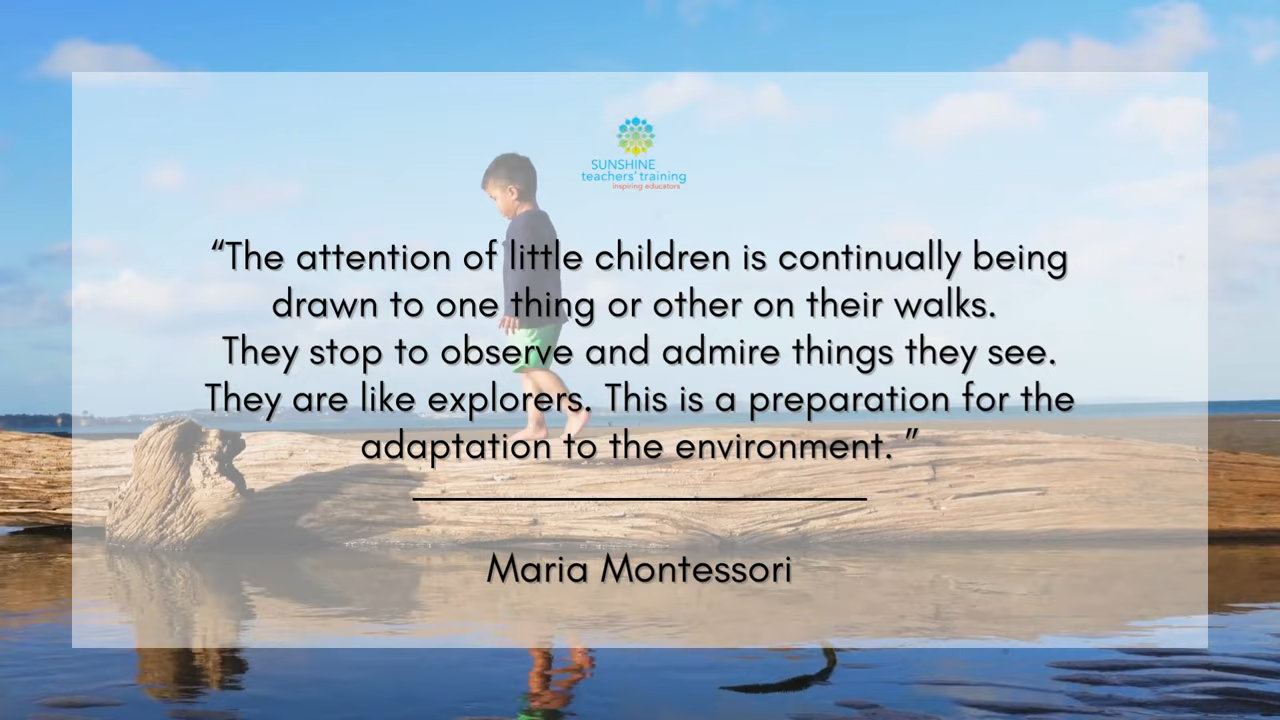 SUNSHINE
teachers' training
inspiring educators
“The attention of little children is continually being
drawn to one thing or other on their walks.
They stop to observe and admire things they see.
They are like explorers. This is a preparation for the
adaptation to the environment. ”
Maria Montessori